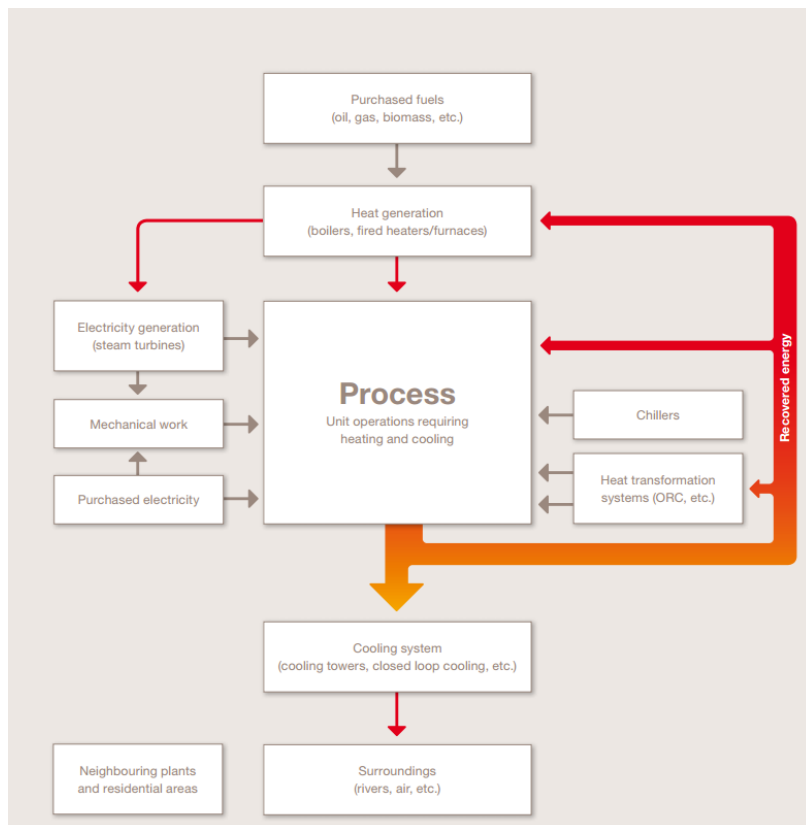 Purchased fuels
(oil, gas, biomass, etc.)
Heat generation
(boilers, fired heaters/furnaces)
Electricity generation
(steam turbines)
Mechanical work
Purchased electricity
Process
Unit operations requiring
heating and cooling
Chillers
Heat transformation
systems (ORC, etc.)
Recovered energy
Cooling system
(cooling towers, closed loop cooling, etc.)
Neighbouring plants
and residential areas
Surroundings
(rivers, air, etc.)